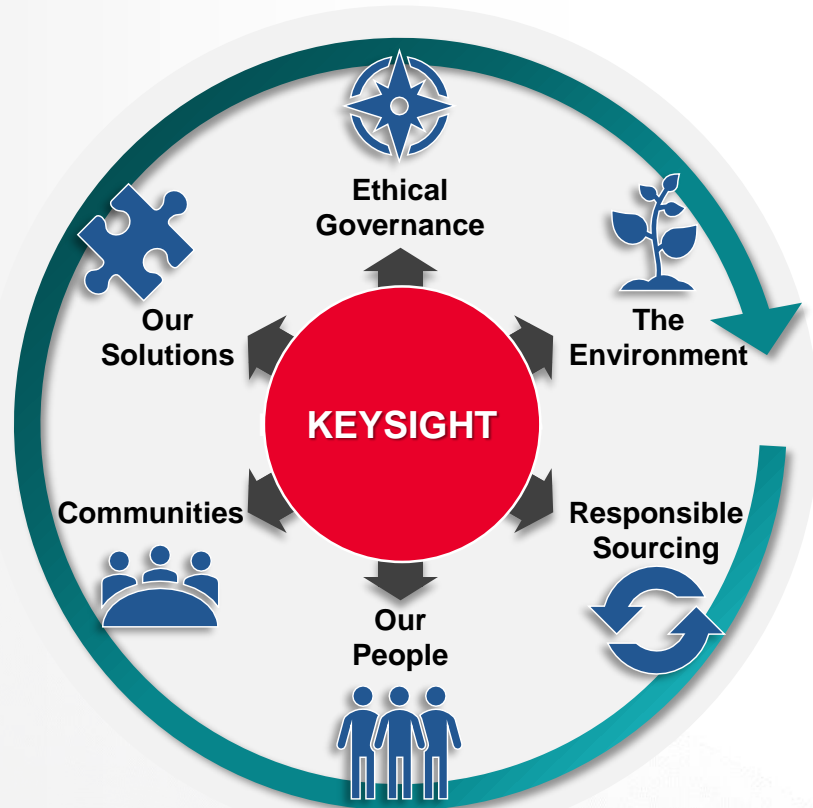 Ethical
Governance
Our
Solutions
The
Environment
KEYSIGHT
Communities
Responsible
Sourcing
Our
People